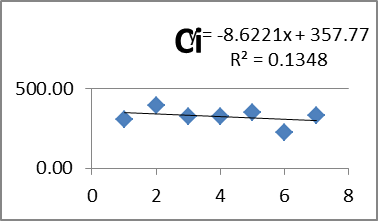 Ci
y = -8.6221x + 357.77
R² = 0.1348
500.00
0.00
0 2 4 6 8